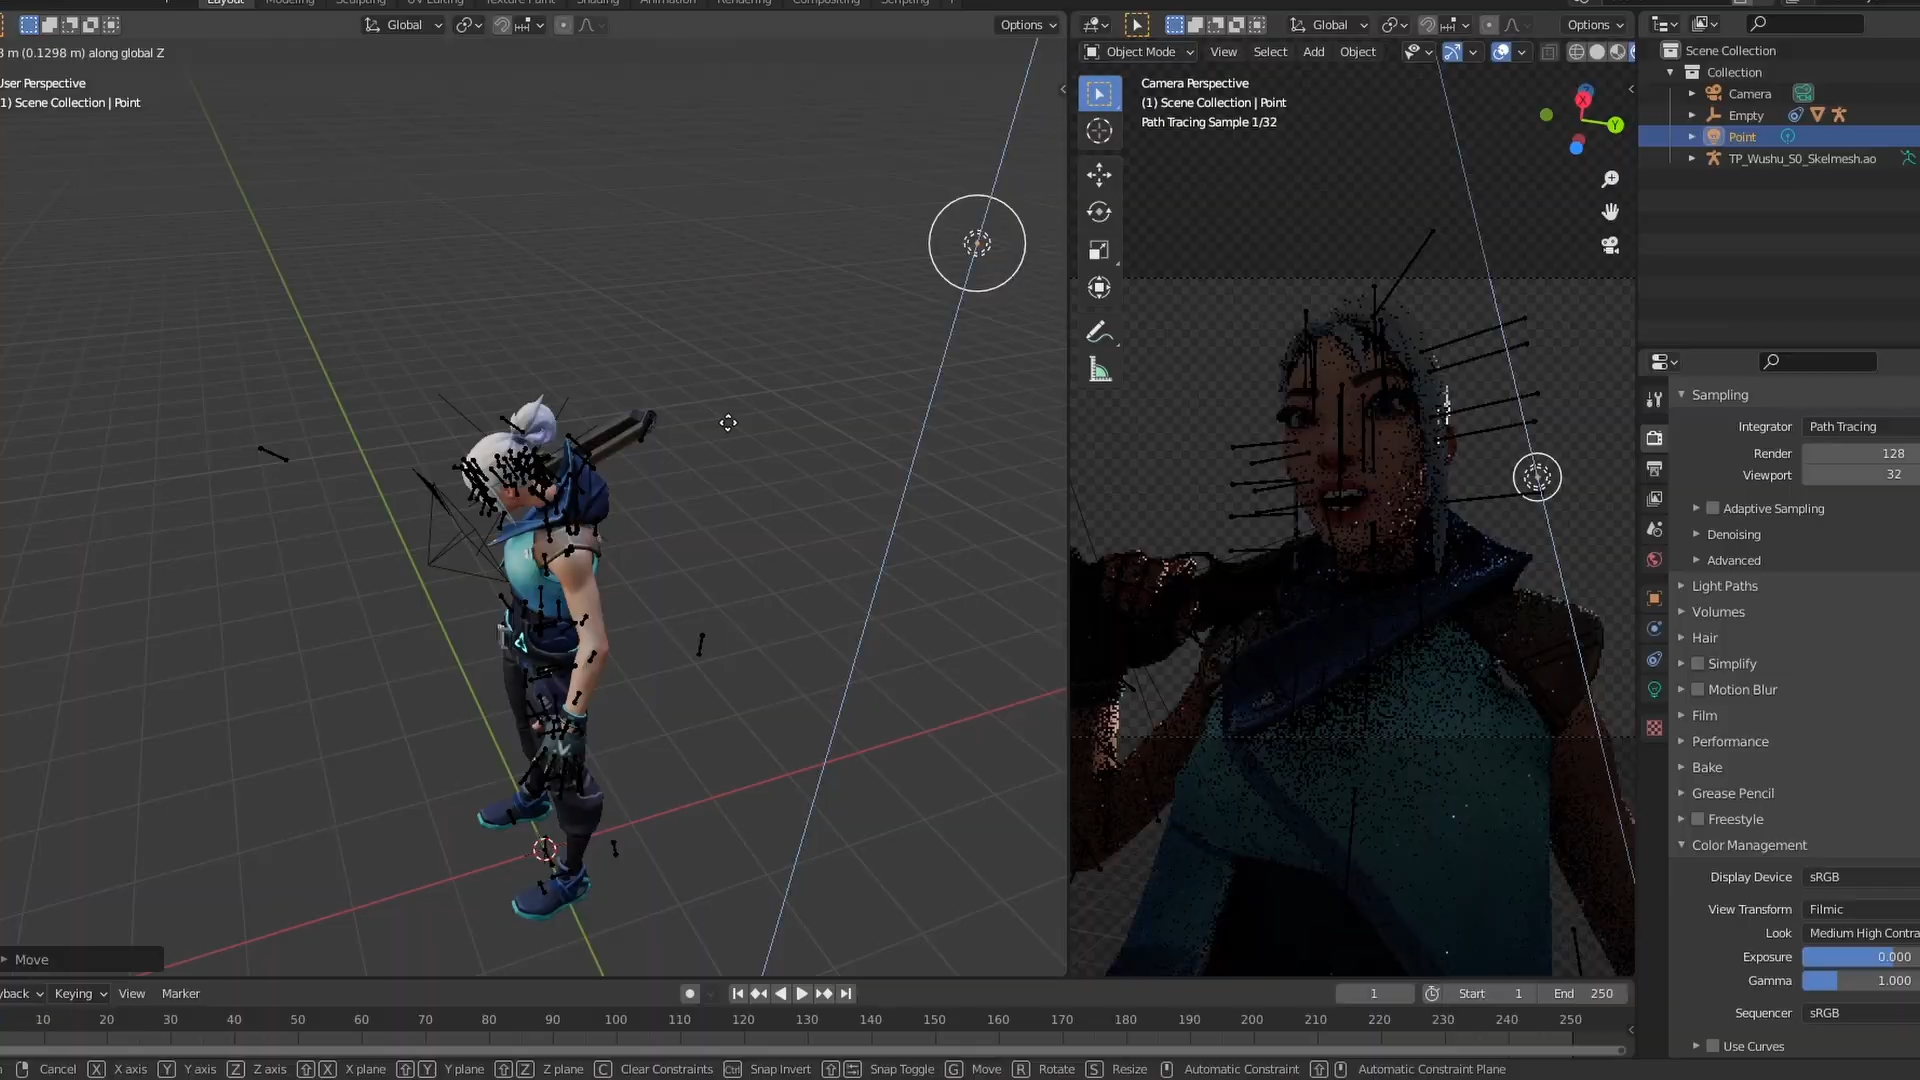 Layout Modeling Sculpting UV Editing Texture Paint Shading Animation Rendering Compositing Scripting
Global
Options
Global
Options
3 m (0.1298 m) along global Z
User Perspective
1) Scene Collection | Point
Object Mode View Select Add Object
Camera Perspective
(1) Scene Collection | Point
Path Tracing Sample 1/32
X
Y
Scene Collection
Collection
Camera
Empty
Point
TP_Wushu_S0_Skelmesh.ao
Sampling
Integrator Path Tracing
Render 128
Viewport 32
Adaptive Sampling
Denoising
Advanced
Light Paths
Volumes
Hair
Simplify
Motion Blur
Film
Performance
Bake
Grease Pencil
Freestyle
Color Management
Display Device sRGB
View Transform Filmic
Look Medium High Contra
Exposure 0.000
Gamma 1.000
Sequencer sRGB
Use Curves
Move
yback Keying View Marker
1 Start 1 End 250
10 20 30 40 50 60 70 80 90 100 110 120 130 140 150 160 170 180 190 200 210 220 230 240 250
Cancel X X axis Y Y axis Z Z axis X X plane Y Y plane Z Z plane C Clear Constraints Ctrl Snap Invert Snap Toggle G Move R Rotate S Resize Automatic Constraint Automatic Constraint Plane